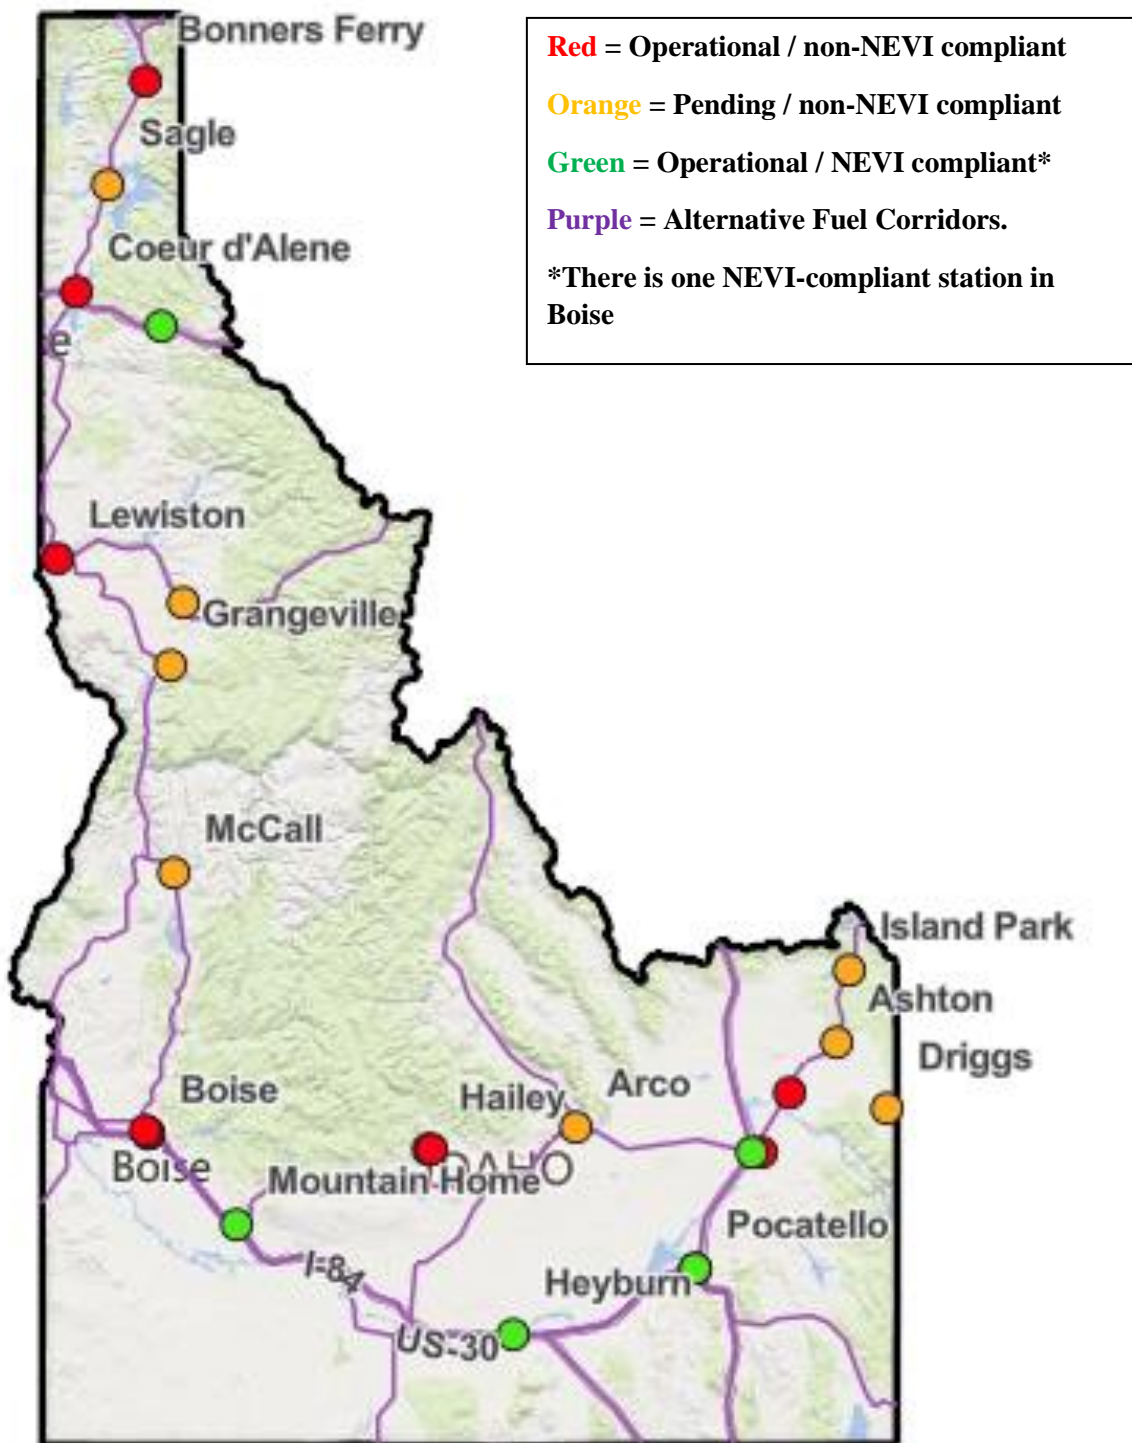 Bonners Ferry
Red = Operational / non-NEVI compliant
Orange = Pending / non-NEVI compliant
Green = Operational / NEVI compliant*
Purple = Alternative Fuel Corridors.
*There is one NEVI-compliant station in
Boise
Sagle
Coeur d'Alene
e
Lewiston
Grangeville
McCall
Island Park
Ashton
Driggs
Boise
Hailey
Arco
Boise
IDAHO
Mountain Home
Pocatello
I-84
Heyburn
US-30